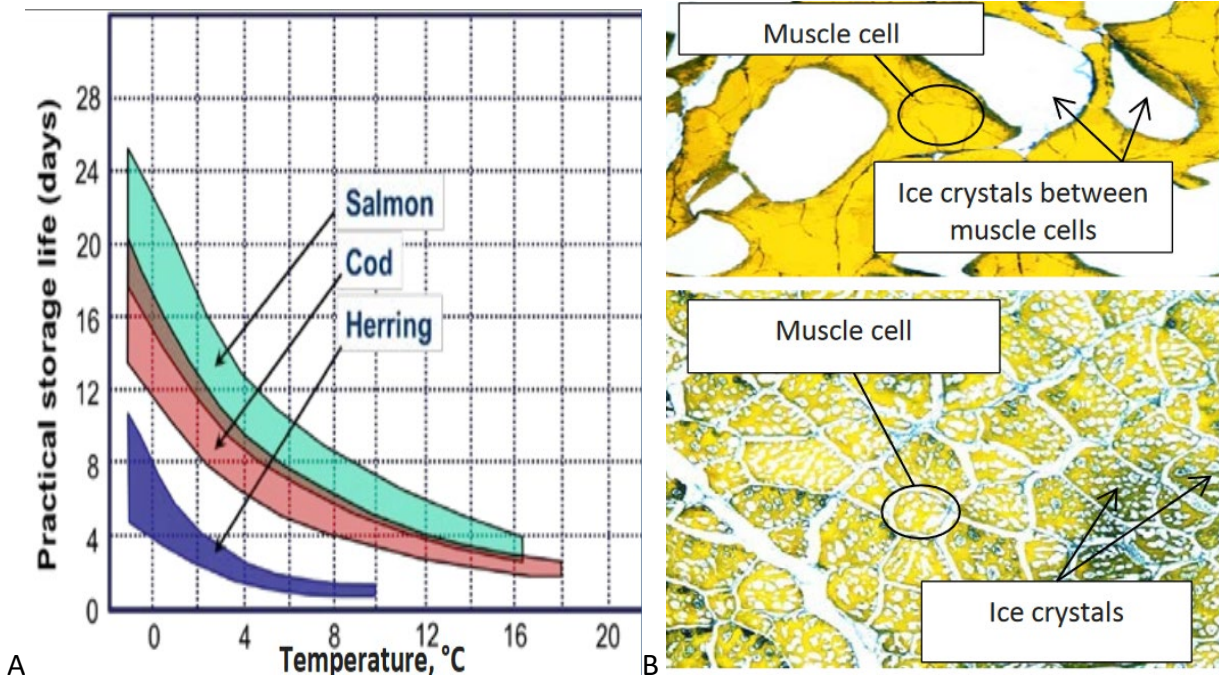 Practical storage life (days)
28
24
20
16
12
8
4
0
Salmon
Cod
Herring
0 4 8 12 16 20
Temperature, °C
A
Muscle cell
Ice crystals between
muscle cells
Muscle cell
Ice crystals
B